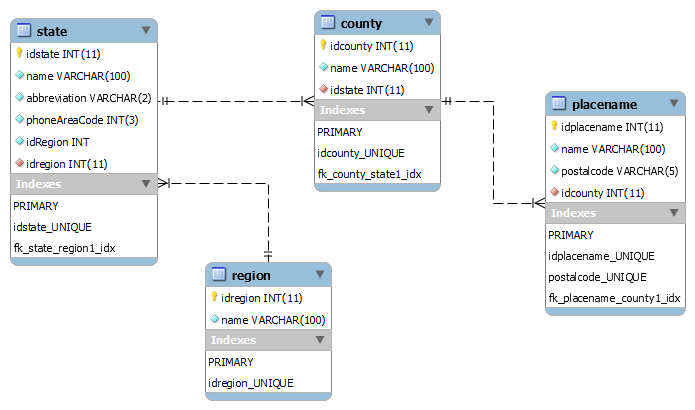 state
idstate INT(11)
name VARCHAR(100)
abbreviation VARCHAR(2)
phoneAreaCode INT(3)
idRegion INT
idregion INT(11)
Indexes
PRIMARY
idstate_UNIQUE
fk_state_region1_idx
county
idcounty INT(11)
name VARCHAR(100)
idstate INT(11)
Indexes
PRIMARY
idcounty_UNIQUE
fk_county_state1_idx
placename
idplacename INT(11)
name VARCHAR(100)
postalcode VARCHAR(5)
idcounty INT(11)
Indexes
PRIMARY
idplacename_UNIQUE
postalcode_UNIQUE
fk_placename_county1_idx
region
idregion INT(11)
name VARCHAR(100)
Indexes
PRIMARY
idregion_UNIQUE